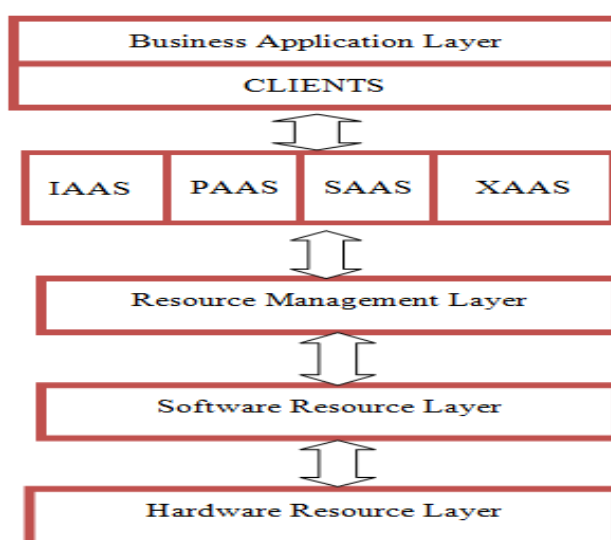 Business Application Layer
CLIENTS
IAAS PAAS SAAS XAAS
Resource Management Layer
Software Resource Layer
Hardware Resource Layer